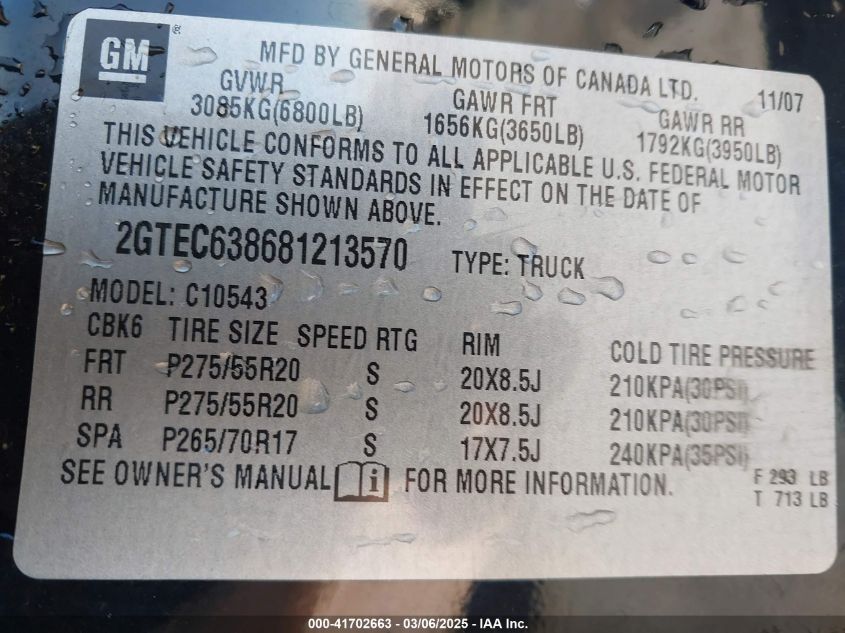 GM ®
MFD BY GENERAL MOTORS OF CANADA LTD.
11/07
GVWR GAWR FRT GAWR RR
3085KG(6800LB) 1656KG(3650LB) 1792KG(3950LB)
THIS VEHICLE CONFORMS TO ALL APPLICABLE U.S. FEDERAL MOTOR
VEHICLE SAFETY STANDARDS IN EFFECT ON THE DATE OF
MANUFACTURE SHOWN ABOVE.
2GTEC638681213570 TYPE: TRUCK
MODEL: C10543
CBK6 TIRE SIZE SPEED RTG RIM COLD TIRE PRESSURE
FRT P275/55R20 S 20X8.5J 210KPA(30PSI)
RR P275/55R20 S 20X8.5J 210KPA(30PSI)
SPA P265/70R17 S 17X7.5J 240KPA(35PSI)
SEE OWNER'S MANUAL i FOR MORE INFORMATION.
F 293 LB
T 713 LB
000-41702663 - 03/06/2025 - IAA Inc.